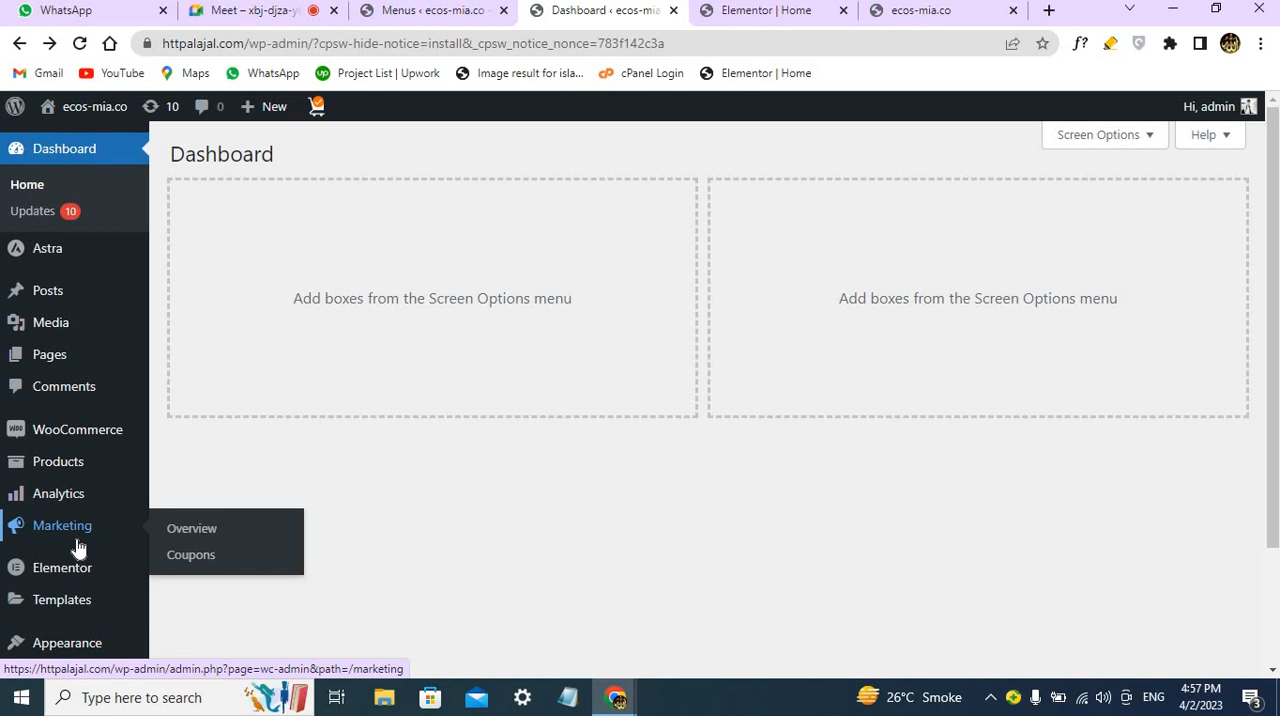 WhatsApp
Meet – xbj-djza-yl
Menus ‹ ecos-mia.co —
Dashboard ‹ ecos-mia
Elementor | Home
ecos-mia.co
httpalajal.com/wp-admin/?cpsw-hide-notice=install&_cpsw_notice_nonce=783f142c3a
Gmail
YouTube
Maps
WhatsApp
Project List | Upwork
Image result for isla...
cPanel Login
Elementor | Home
ecos-mia.co
10
0
New
Hi, admin
Dashboard
Home
Updates 10
Astra
Posts
Media
Pages
Comments
WooCommerce
Products
Analytics
Marketing
Elementor
Templates
Appearance
Overview
Coupons
Dashboard
Screen Options
Help
Add boxes from the Screen Options menu
Add boxes from the Screen Options menu
https://httpalajal.com/wp-admin/admin.php?page=wc-admin&path=/marketing
Type here to search
26°C Smoke
ENG
4:57 PM
4/2/2023
3